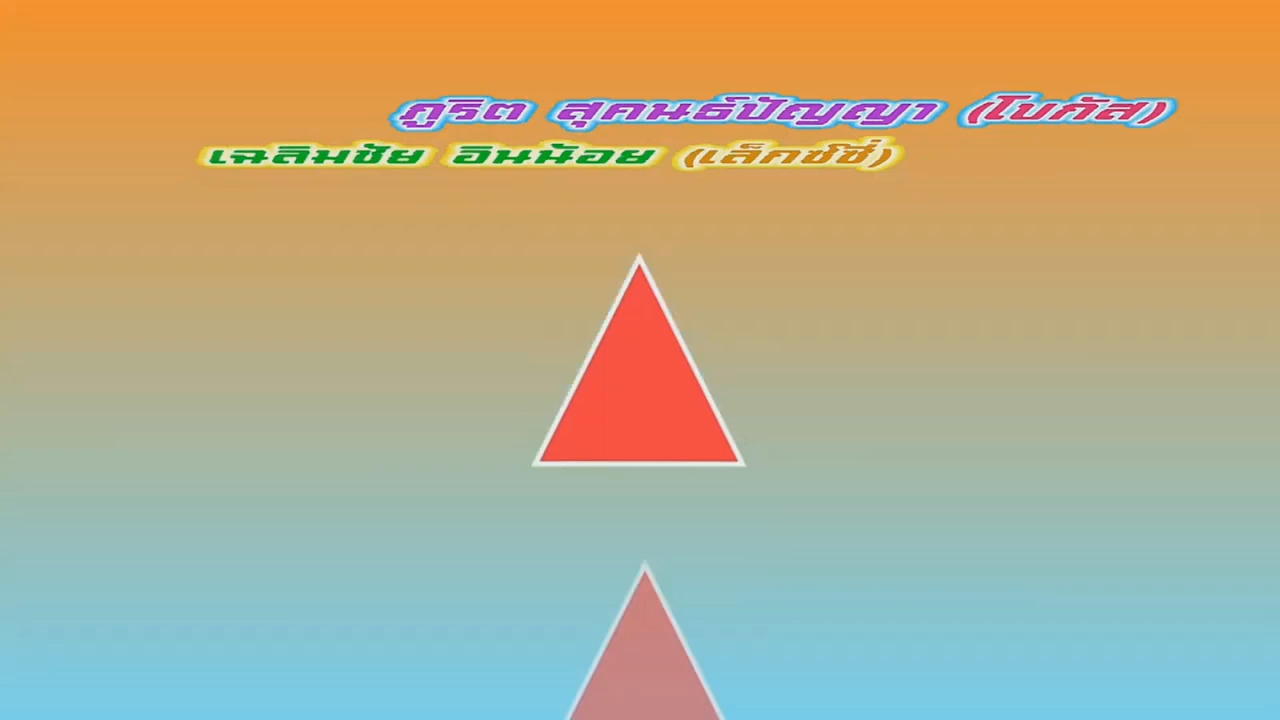 ภูริต สุคนธ์ปัญญา (โบกัส)
เฉลิมชัย อินน้อย (เล็กซ์ซี่)